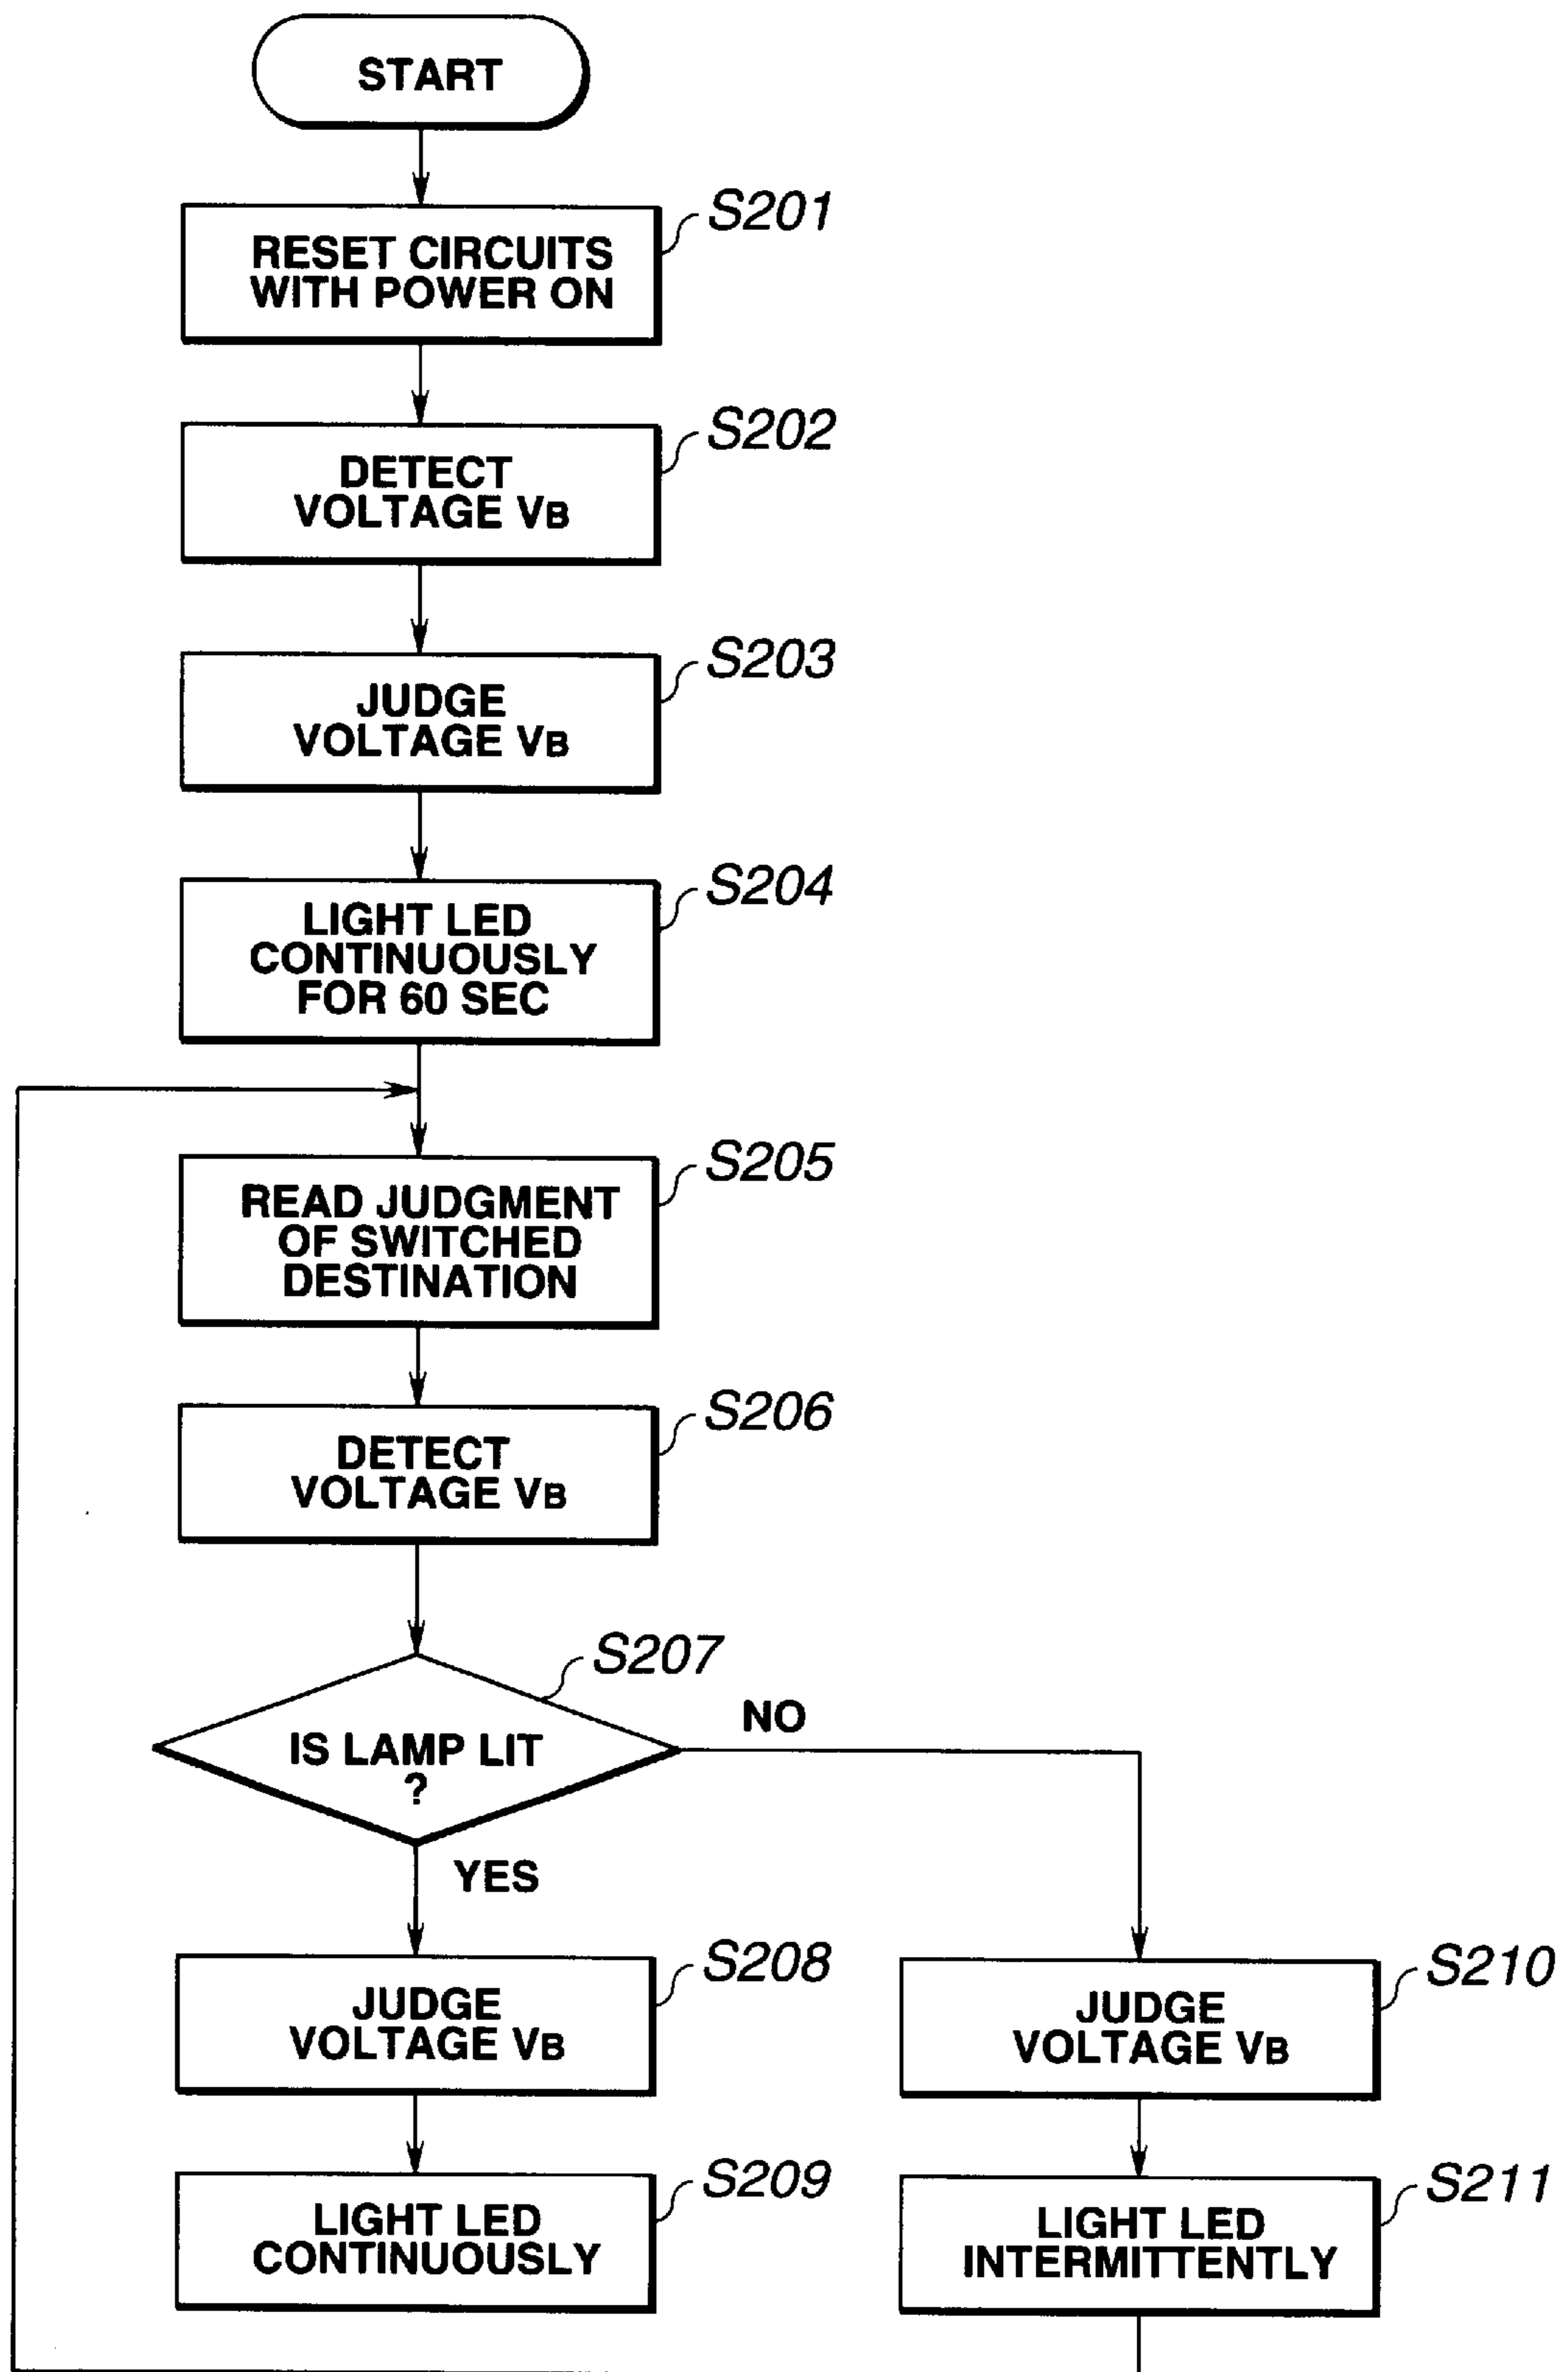 START
S201
RESET CIRCUITS
WITH POWER ON
S202
DETECT
VOLTAGE VB
S203
JUDGE
VOLTAGE VB
S204
LIGHT LED
CONTINUOUSLY
FOR 60 SEC
S205
READ JUDGMENT
OF SWITCHED
DESTINATION
S206
DETECT
VOLTAGE VB
S207
IS LAMP LIT
?
NO
YES
S208
JUDGE
VOLTAGE VB
S210
JUDGE
VOLTAGE VB
S209
LIGHT LED
CONTINUOUSLY
S211
LIGHT LED
INTERMITTENTLY